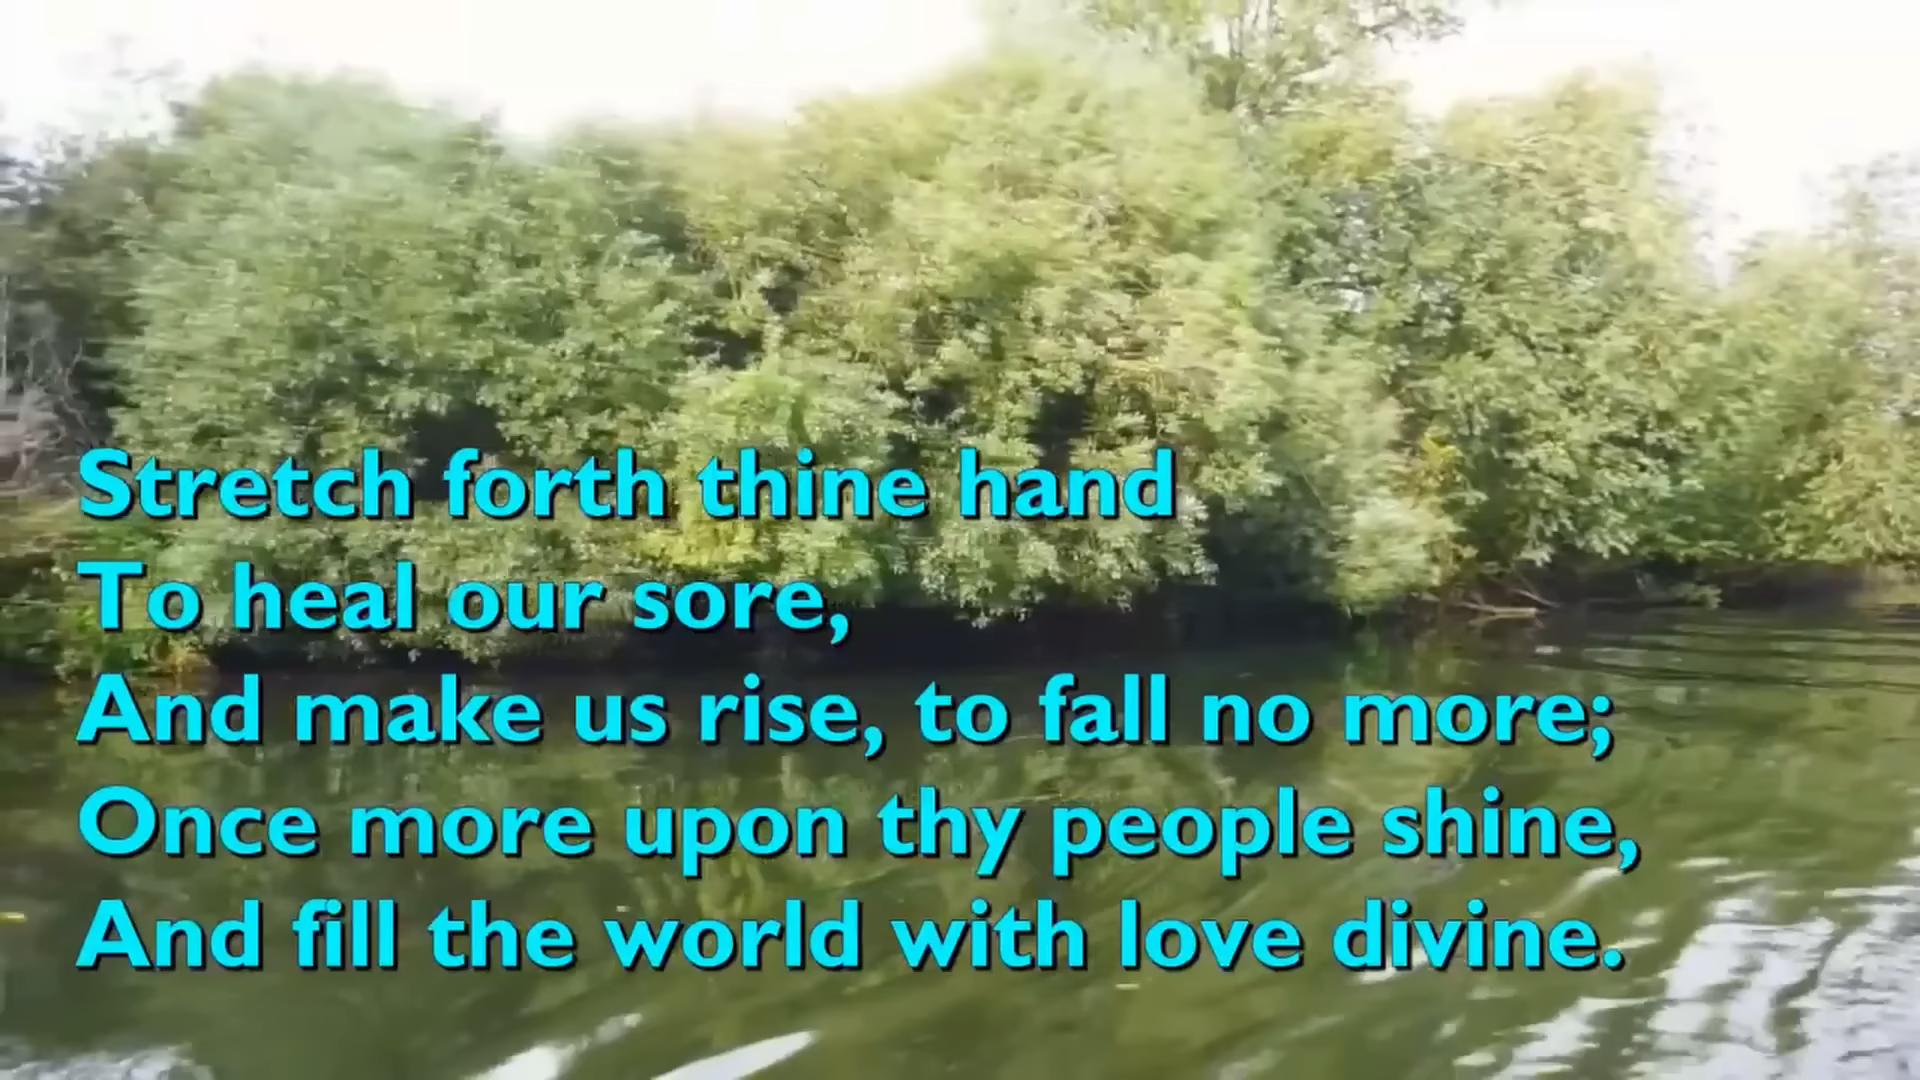 Stretch forth thine hand
To heal our sore,
And make us rise, to fall no more;
Once more upon thy people shine,
And fill the world with love divine.